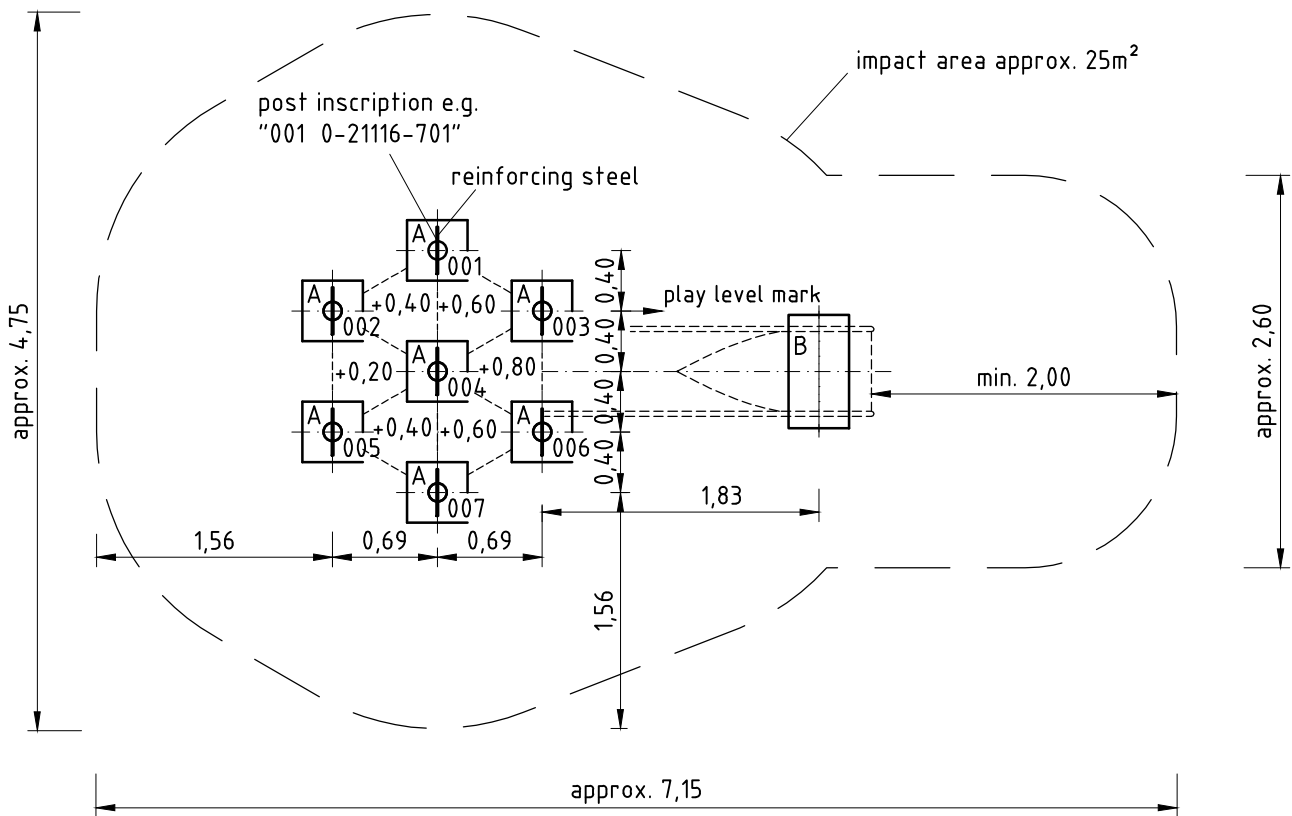 impact area approx. 25m²
post inscription e.g.
"001 0-21116-701"
reinforcing steel
A
001
A
002
A
003
+0,40
+0,60
0,40
play level mark
0,40
B
+0,20
A
004
+0,80
min. 2,00
approx. 4,75
approx. 2,60
0,40
A
005
+0,40
+0,60
A
006
0,40
A
007
1,83
1,56
0,69
0,69
1,56
approx. 7,15